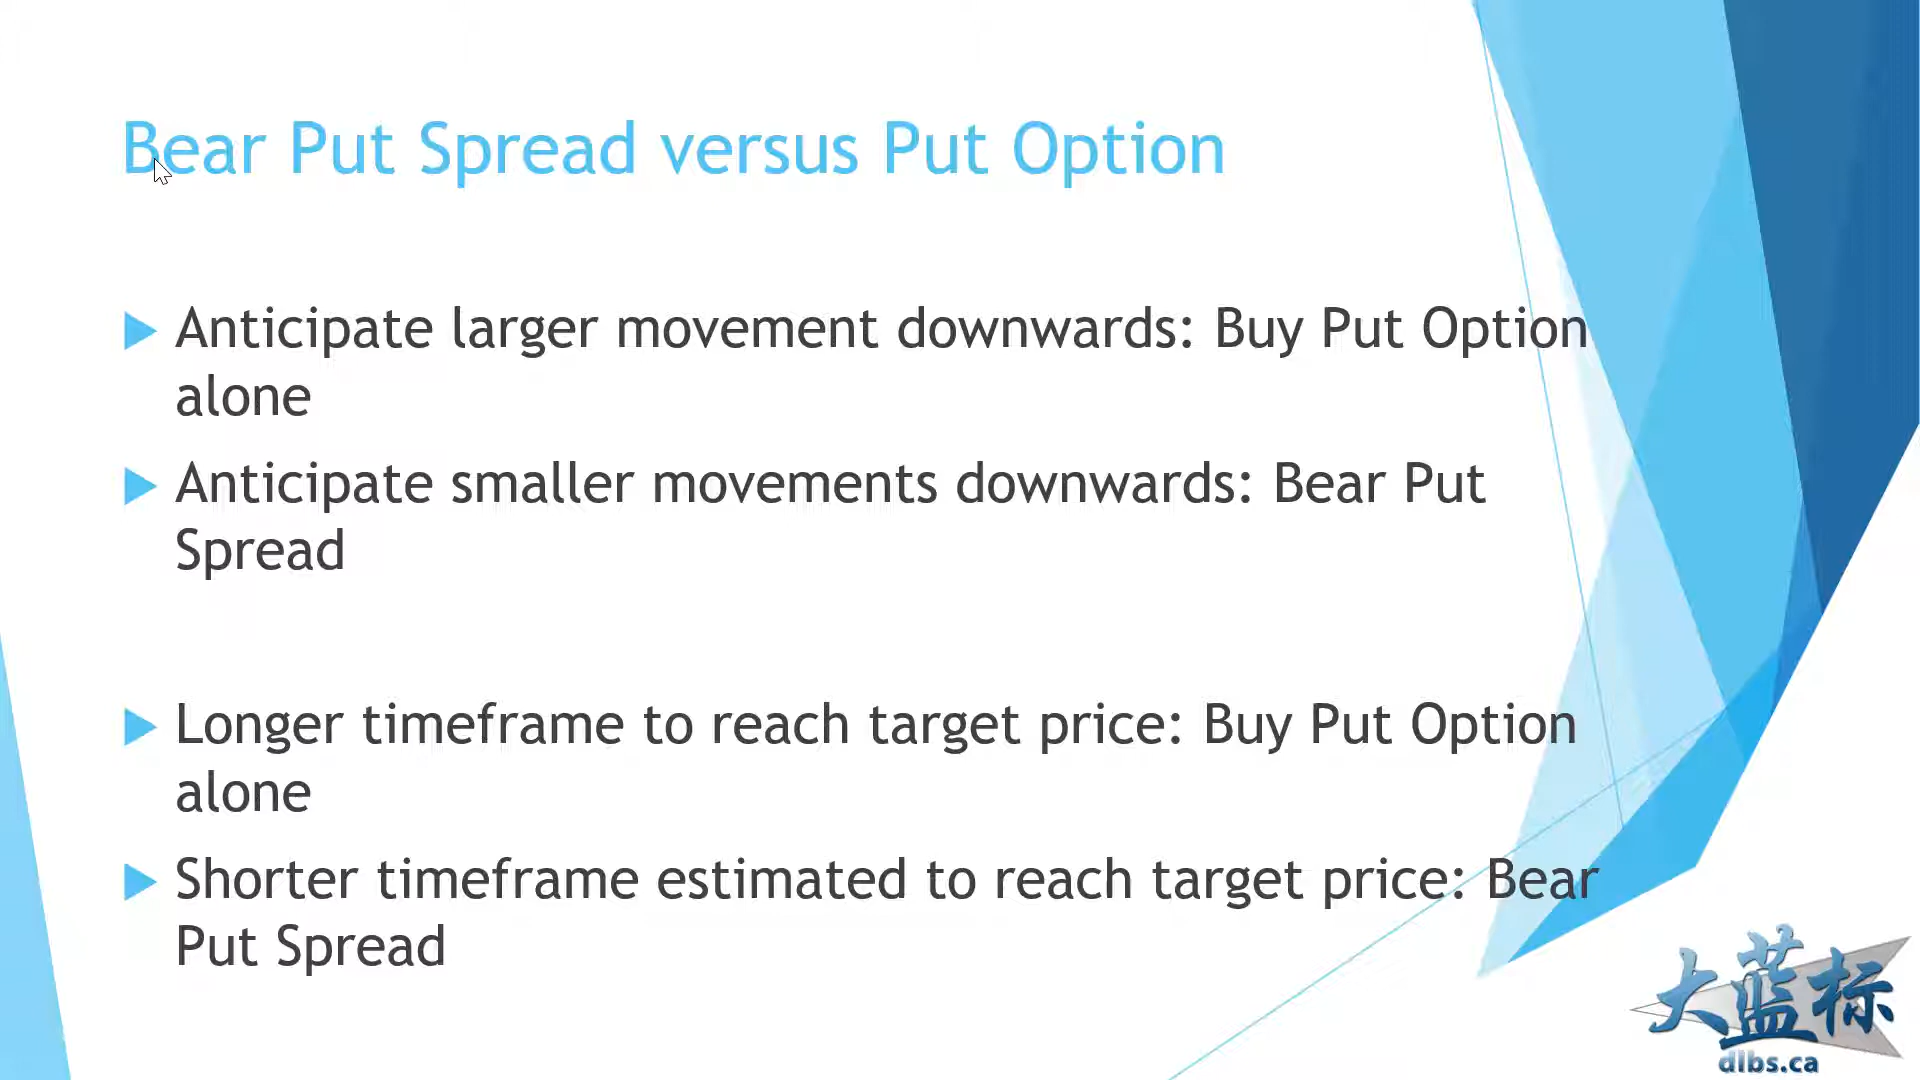 Bear Put Spread versus Put Option
Anticipate larger movement downwards: Buy Put Option
alone
Anticipate smaller movements downwards: Bear Put
Spread
Longer timeframe to reach target price: Buy Put Option
alone
Shorter timeframe estimated to reach target price: Bear
Put Spread
大蓝标
dlbs.ca